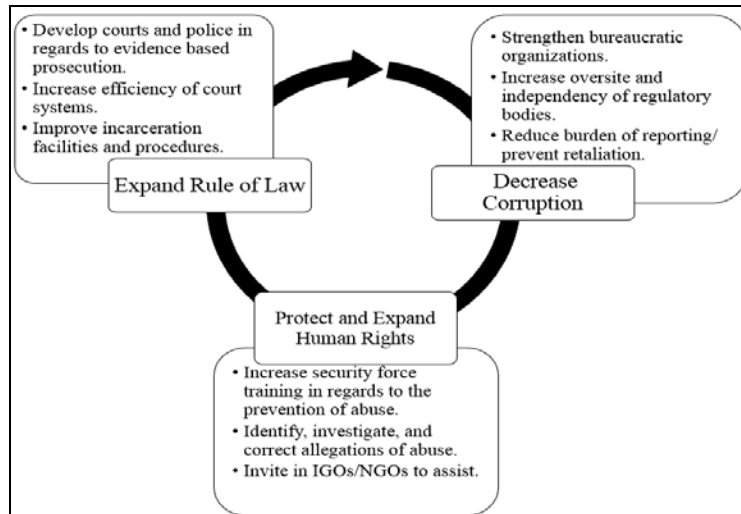 • Develop courts and police in
regards to evidence based
prosecution.
• Increase efficiency of court
systems.
• Improve incarceration
facilities and procedures.
Expand Rule of Law
• Strengthen bureaucratic
organizations.
• Increase oversite and
independency of regulatory
bodies.
• Reduce burden of reporting/
prevent retaliation.
Decrease
Corruption
Protect and Expand
Human Rights
• Increase security force
training in regards to the
prevention of abuse.
• Identify, investigate, and
correct allegations of abuse.
• Invite in IGOs/NGOs to assist.